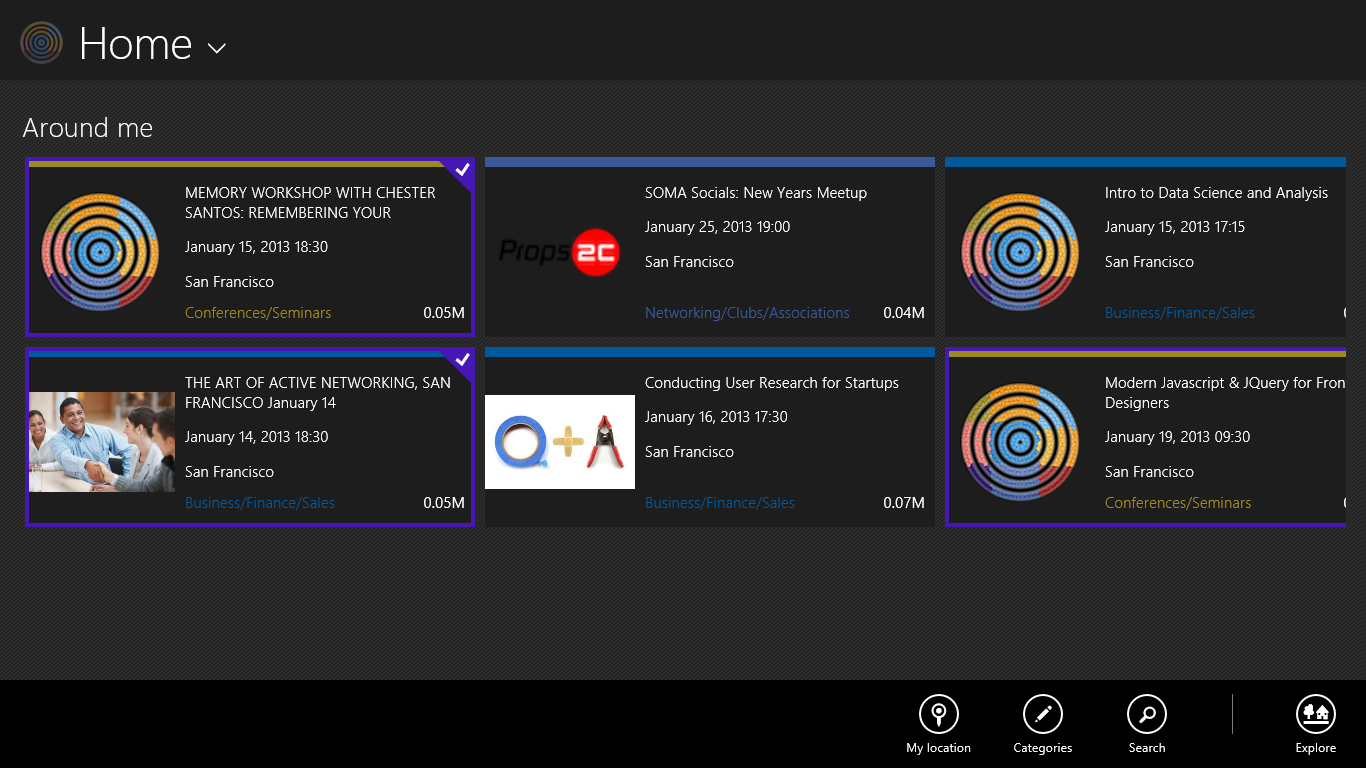 Home
Around me
MEMORY WORKSHOP WITH CHESTER
SANTOS: REMEMBERING YOUR
January 15, 2013 18:30
San Francisco
Conferences/Seminars
0.05M
Props 2C
SOMA Socials: New Years Meetup
January 25, 2013 19:00
San Francisco
Networking/Clubs/Associations
0.04M
Intro to Data Science and Analysis
January 15, 2013 17:15
San Francisco
Business/Finance/Sales
THE ART OF ACTIVE NETWORKING, SAN
FRANCISCO January 14
January 14, 2013 18:30
San Francisco
Business/Finance/Sales
0.05M
Conducting User Research for Startups
January 16, 2013 17:30
San Francisco
Business/Finance/Sales
0.07M
Modern Javascript & JQuery for Fron
Designers
January 19, 2013 09:30
San Francisco
Conferences/Seminars
My location
Categories
Search
Explore